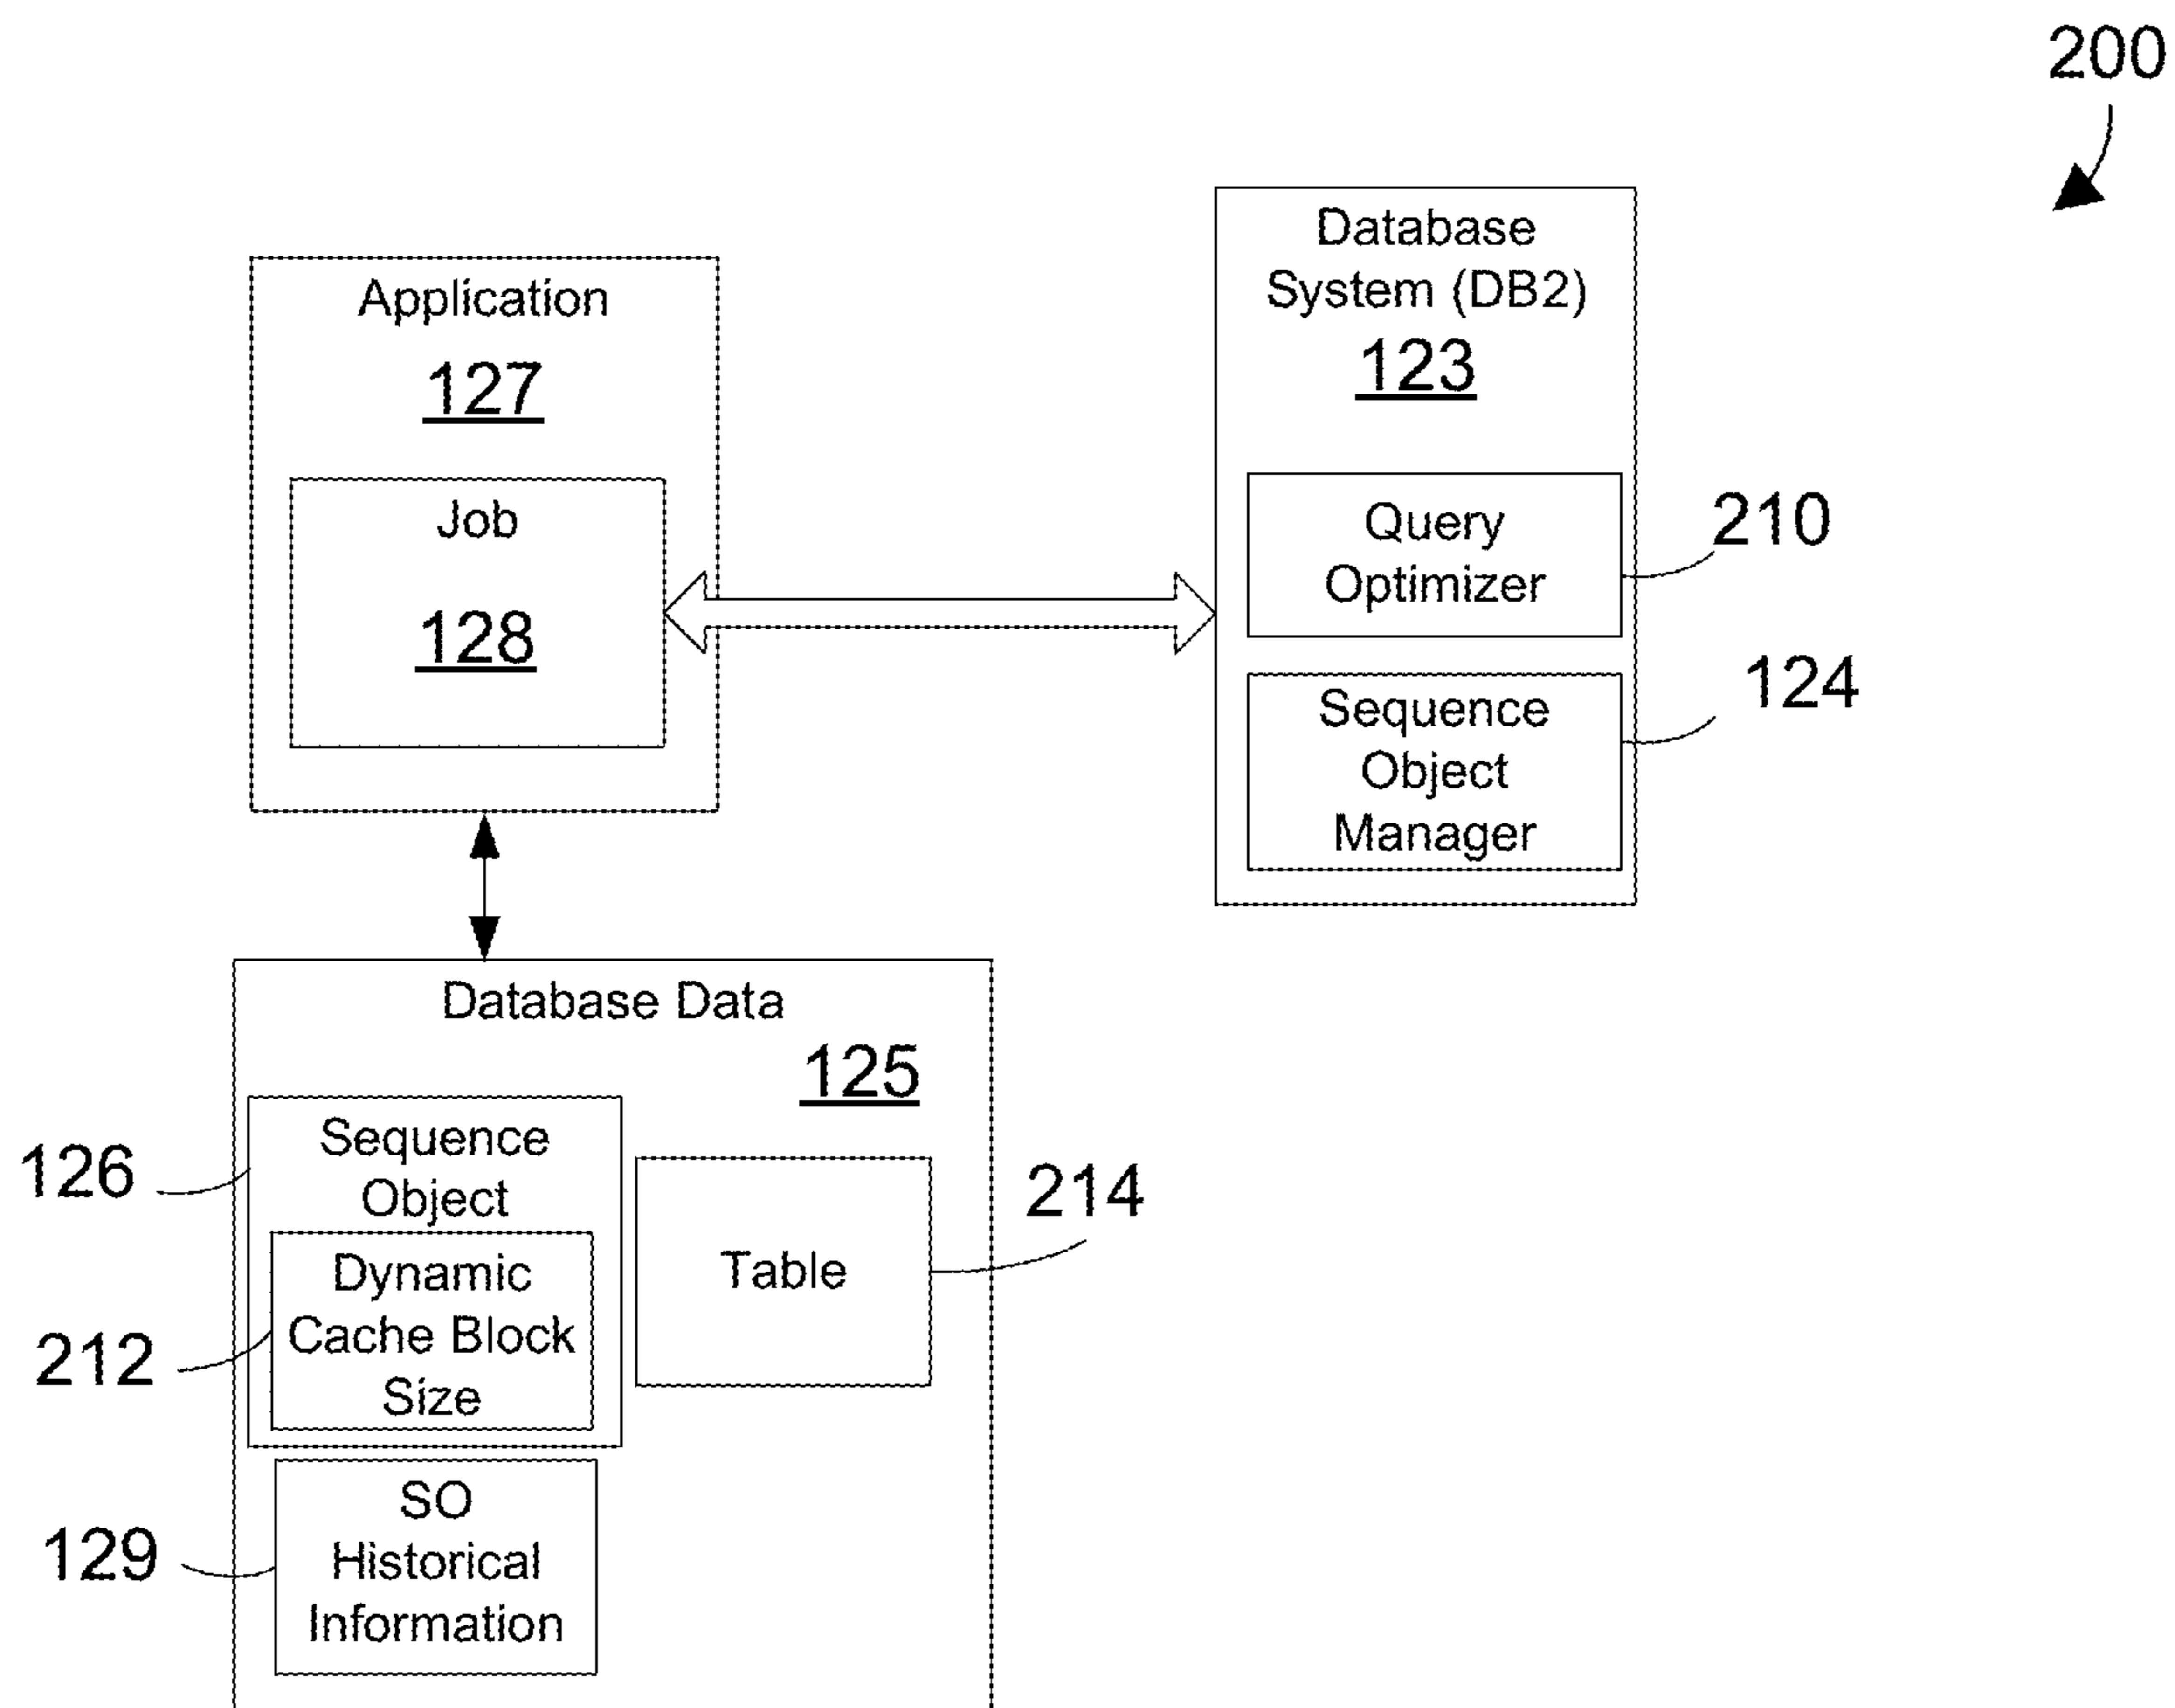 200
Application
127
Job
128
Database
System (DB2)
123
Query
Optimizer
210
Sequence
Object
Manager
124
Database Data
125
Sequence
Object
126
Dynamic
Cache Block
Size
212
Table
214
SO
Historical
Information
129